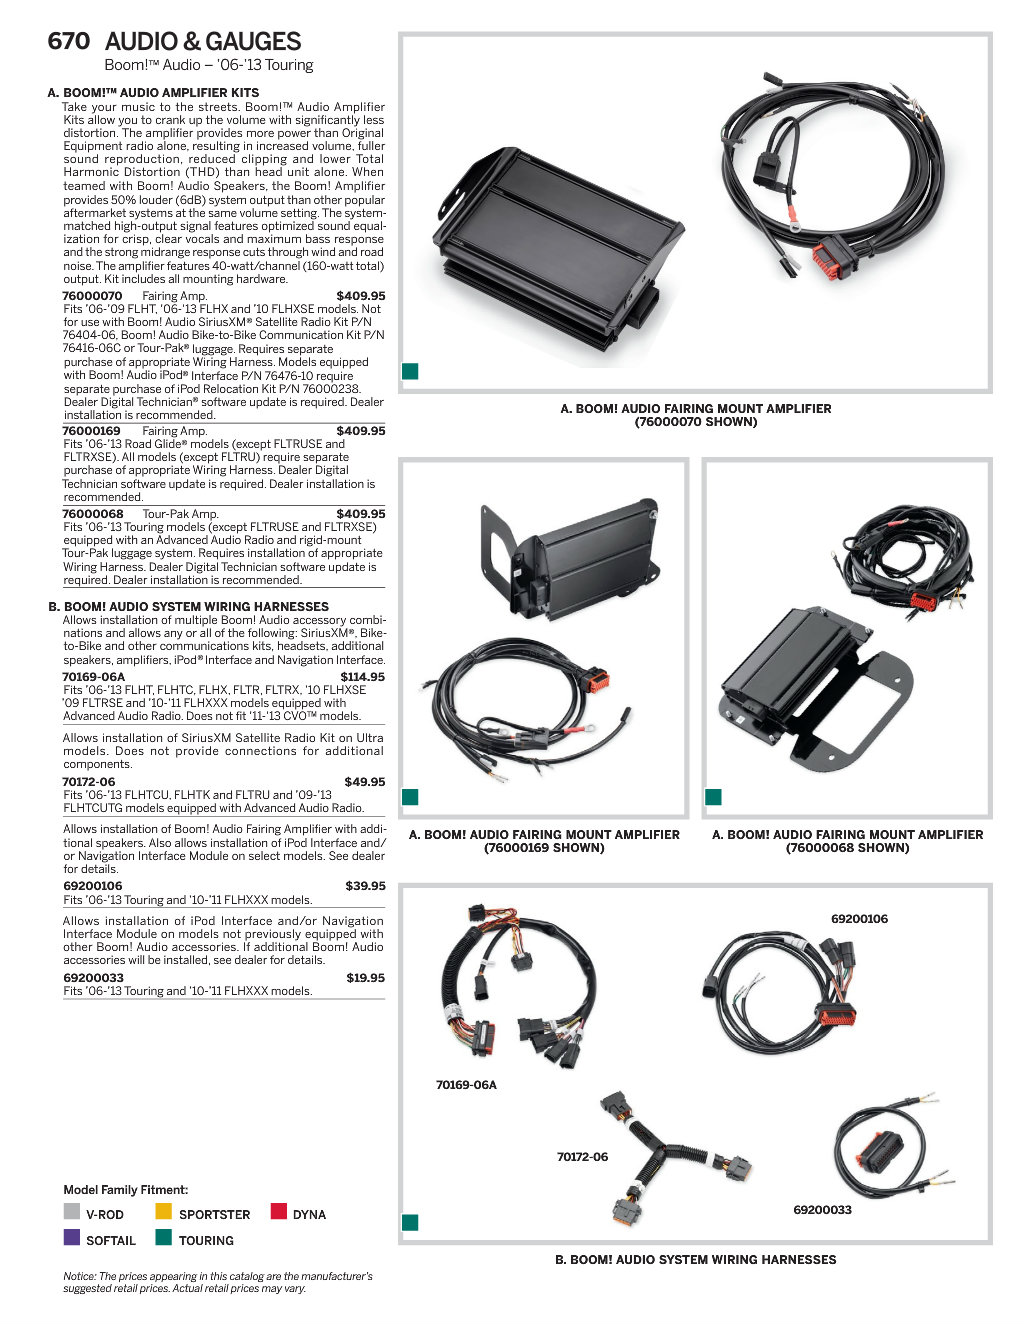 670 AUDIO & GAUGES
Boom!™ Audio – '06-'13 Touring
A. BOOM!™ AUDIO AMPLIFIER KITS
Take your music to the streets. Boom!™ Audio Amplifier
Kits allow you to crank up the volume with significantly less
distortion. The amplifier provides more power than Original
Equipment radio alone, resulting in increased volume, fuller
sound reproduction, reduced clipping and lower Total
Harmonic Distortion (THD) than head unit alone. When
teamed with Boom! Audio Speakers, the Boom! Amplifier
provides 50% louder (6dB) system output than other popular
aftermarket systems at the same volume setting. The system-
matched high-output signal features optimized sound equal-
ization for crisp, clear vocals and maximum bass response
and the strong midrange response cuts through wind and road
noise. The amplifier features 40-watt/channel (160-watt total)
output. Kit includes all mounting hardware.
76000070 Fairing Amp. $409.95
Fits '06-'09 FLHT, '06-'13 FLHX and '10 FLHXSE models. Not
for use with Boom! Audio SiriusXM® Satellite Radio Kit P/N
76404-06, Boom! Audio Bike-to-Bike Communication Kit P/N
76416-06C or Tour-Pak® luggage. Requires separate
purchase of appropriate Wiring Harness. Models equipped
with Boom! Audio iPod® Interface P/N 76476-10 require
separate purchase of iPod Relocation Kit P/N 76000238.
Dealer Digital Technician® software update is required. Dealer
installation is recommended.
76000169 Fairing Amp. $409.95
Fits '06-'13 Road Glide® models (except FLTRUSE and
FLTRXSE). All models (except FLTRU) require separate
purchase of appropriate Wiring Harness. Dealer Digital
Technician software update is required. Dealer installation is
recommended.
76000068 Tour-Pak Amp. $409.95
Fits '06-'13 Touring models (except FLTRUSE and FLTRXSE)
equipped with an Advanced Audio Radio and rigid-mount
Tour-Pak luggage system. Requires installation of appropriate
Wiring Harness. Dealer Digital Technician software update is
required. Dealer installation is recommended.
B. BOOM! AUDIO SYSTEM WIRING HARNESSES
Allows installation of multiple Boom! Audio accessory combi-
nations and allows any or all of the following: SiriusXM®, Bike-
to-Bike and other communications kits, headsets, additional
speakers, amplifiers, iPod® Interface and Navigation Interface.
70169-06A $114.95
Fits '06-'13 FLHT, FLHTC, FLHX, FLTR, FLTRX, '10 FLHXSE
'09 FLTRSE and '10-'11 FLHXXX models equipped with
Advanced Audio Radio. Does not fit '11-'13 CVO™ models.
Allows installation of SiriusXM Satellite Radio Kit on Ultra
models. Does not provide connections for additional
components.
70172-06 $49.95
Fits '06-'13 FLHTCU, FLHTK and FLTRU and '09-'13
FLHTCUTG models equipped with Advanced Audio Radio.
Allows installation of Boom! Audio Fairing Amplifier with addi-
tional speakers. Also allows installation of iPod Interface and/
or Navigation Interface Module on select models. See dealer
for details.
69200106 $39.95
Fits '06-'13 Touring and '10-'11 FLHXXX models.
Allows installation of iPod Interface and/or Navigation
Interface Module on models not previously equipped with
other Boom! Audio accessories. If additional Boom! Audio
accessories will be installed, see dealer for details.
69200033 $19.95
Fits '06-'13 Touring and '10-'11 FLHXXX models.
Model Family Fitment:
V-ROD SPORTSTER DYNA
SOFTAIL TOURING
Notice: The prices appearing in this catalog are the manufacturer's
suggested retail prices. Actual retail prices may vary.
A. BOOM! AUDIO FAIRING MOUNT AMPLIFIER
(76000070 SHOWN)
A. BOOM! AUDIO FAIRING MOUNT AMPLIFIER
(76000169 SHOWN)
A. BOOM! AUDIO FAIRING MOUNT AMPLIFIER
(76000068 SHOWN)
69200106
70169-06A
70172-06
69200033
B. BOOM! AUDIO SYSTEM WIRING HARNESSES